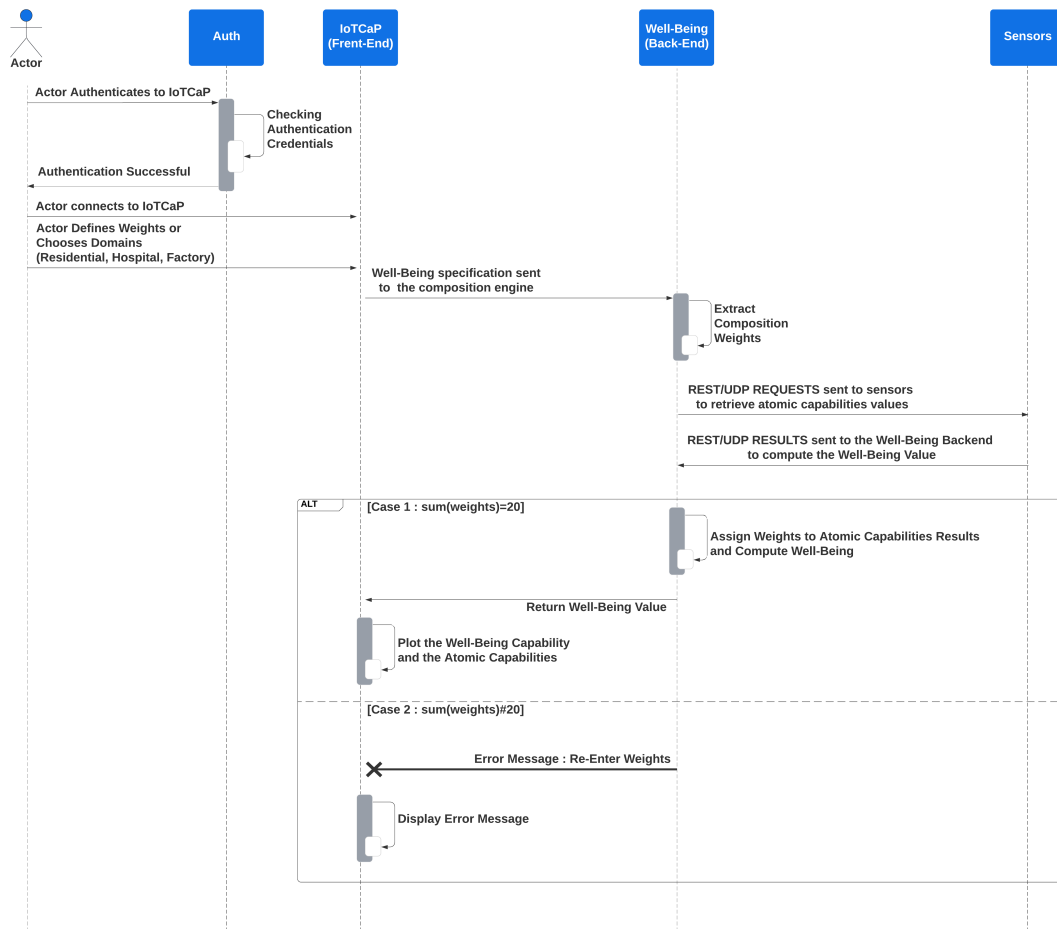 Actor
Auth
IoTCaP
(Frent-End)
Well-Being
(Back-End)
Sensors
Actor Authenticates to IoTCaP
Checking
Authentication
Credentials
Authentication Successful
Actor connects to IoTCaP
Actor Defines Weights or
Chooses Domains
(Residential, Hospital, Factory)
Well-Being specification sent
to the composition engine
Extract
Composition
Weights
REST/UDP REQUESTS sent to sensors
to retrieve atomic capabilities values
REST/UDP RESULTS sent to the Well-Being Backend
to compute the Well-Being Value
ALT
[Case 1 : sum(weights)=20]
Assign Weights to Atomic Capabilities Results
and Compute Well-Being
Return Well-Being Value
Plot the Well-Being Capability
and the Atomic Capabilities
[Case 2 : sum(weights)#20]
Error Message : Re-Enter Weights
Display Error Message